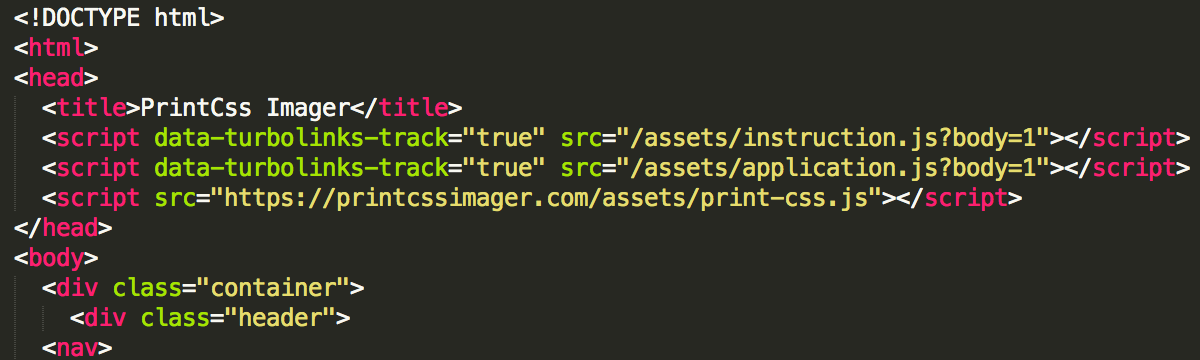 <!DOCTYPE html>
<html>
<head>
<title>PrintCss Imager</title>
<script data-turbolinks-track="true" src="/assets/instruction.js?body=1"></script>
<script data-turbolinks-track="true" src="/assets/application.js?body=1"></script>
<script src="https://printcssimager.com/assets/print-css.js"></script>
</head>
<body>
<div class="container">
<div class="header">
<nav>